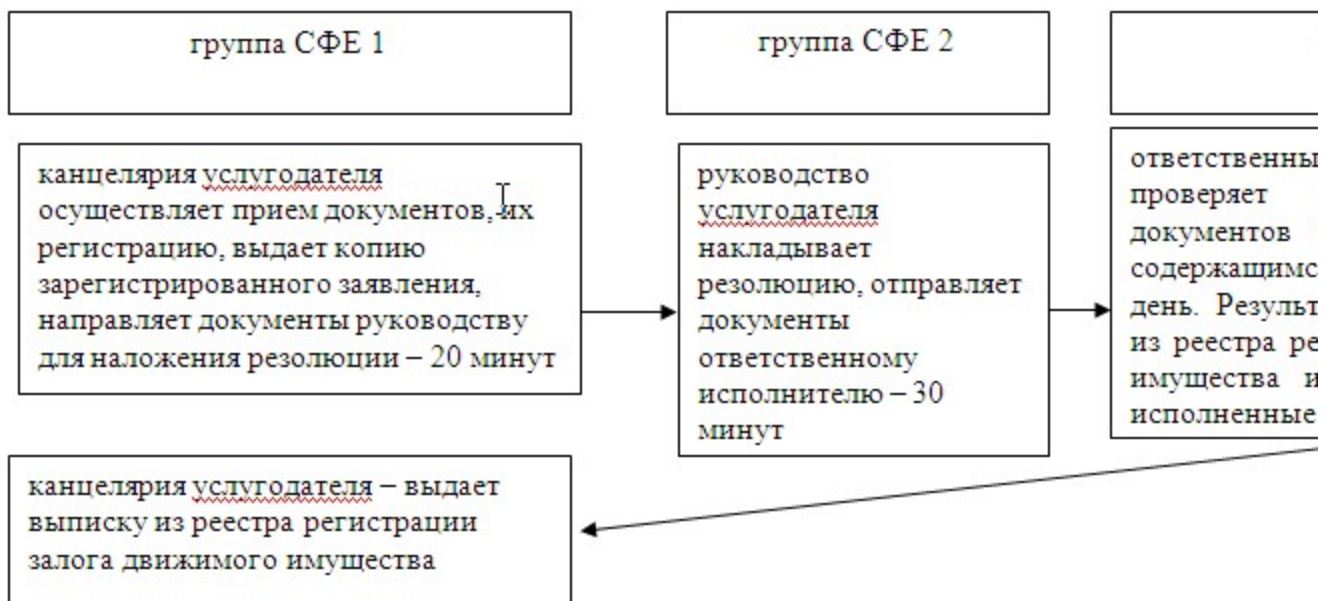 группа СФЕ 1
группа СФЕ 2
канцелярия услугодателя
осуществляет прием документов, их
регистрацию, выдает копию
зарегистрированного заявления,
направляет документы руководству
для наложения резолюции – 20 минут
руководство
услугодателя
накладывает
резолюцию, отправляет
документы
ответственному
исполнителю – 30
минут
проверяет
документов
день. Результ
из реестра ре
имущества и
исполненные
канцелярия услугодателя – выдает
выписку из реестра регистрации
залога движимого имущества